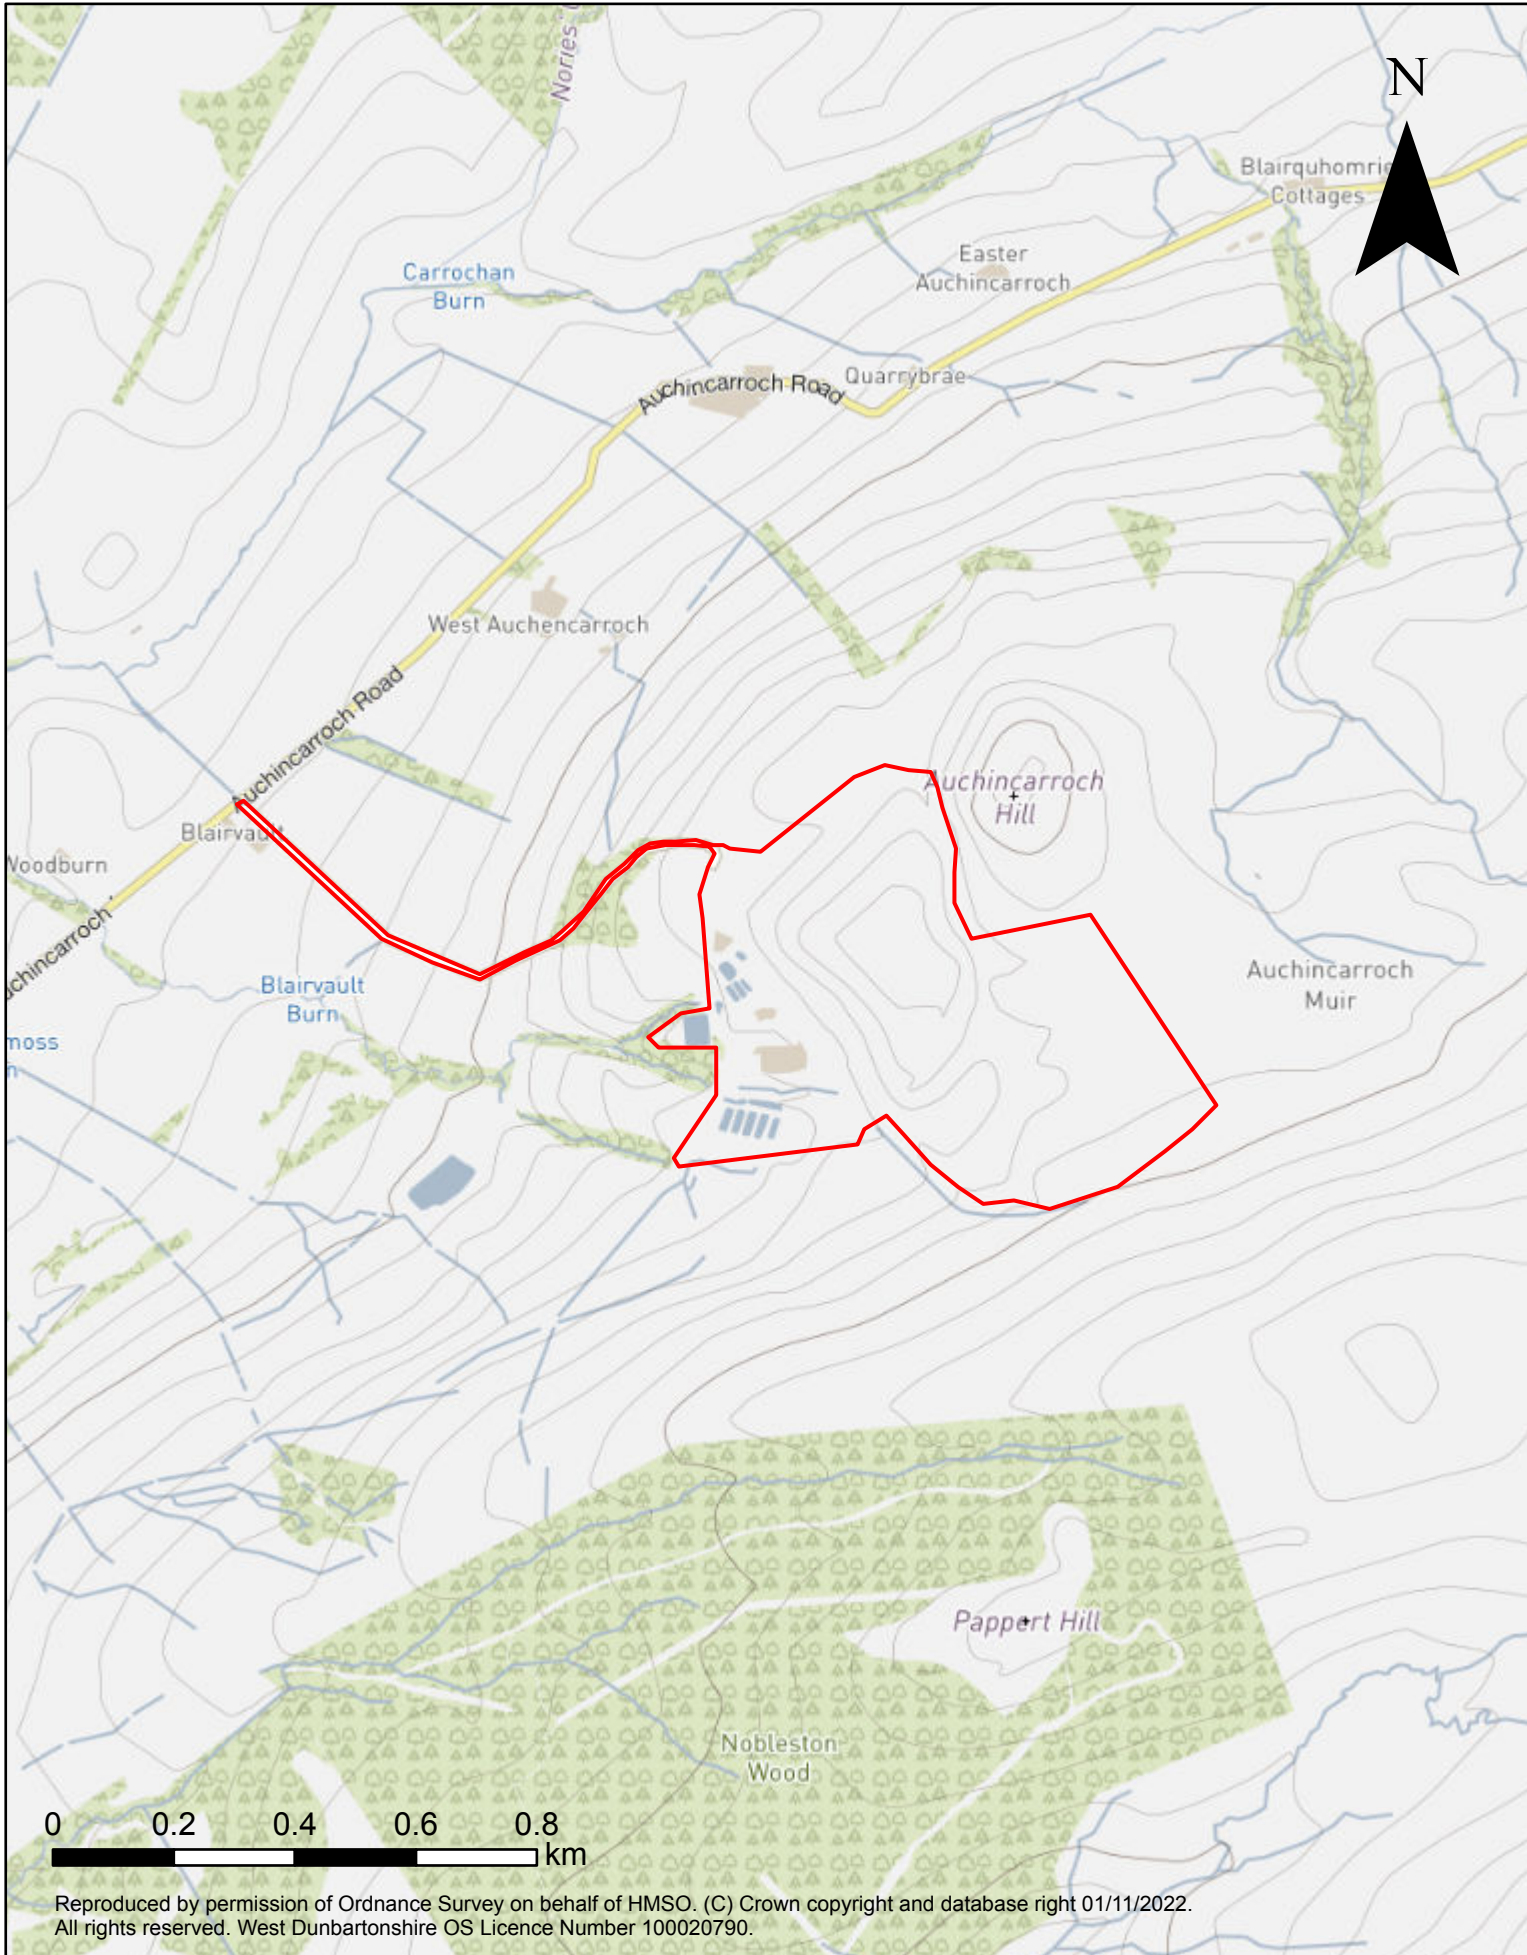 Nories
N
Blairquhomrie
Cottages
Easter
Auchincarroch
Carrochan
Burn
Auchincarroch Road
Quarrybrae
West Auchencarroch
Auchincarroch Road
Auchincarroch
Hill
Blairvault
Woodburn
Auchincarroch
Auchincarroch
Muir
Blairvault
Burn
moss
n
Pappert Hill
Nobleston
Wood
0 0.2 0.4 0.6 0.8
km
Reproduced by permission of Ordnance Survey on behalf of HMSO. (C) Crown copyright and database right 01/11/2022.
All rights reserved. West Dunbartonshire OS Licence Number 100020790.